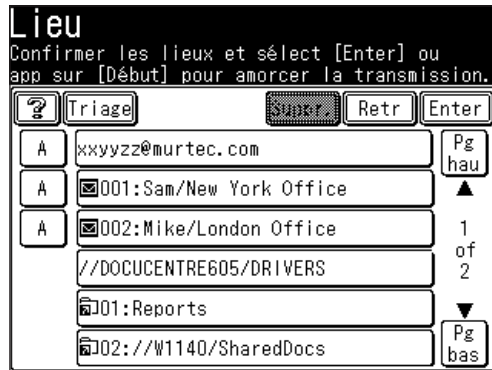 Lieu
Confirmer les lieux et sélect [Enter] ou
app sur [Début] pour amorcer la transmission.
? Triage Suppr. Retr Enter
A xxyyzz@murtec.com Pg hau
A 001:Sam/New York Office
A 002:Mike/London Office 1
of
//DOCUCENTRE605/DRIVERS 2
01:Reports
02://W1140/SharedDocs Pg bas